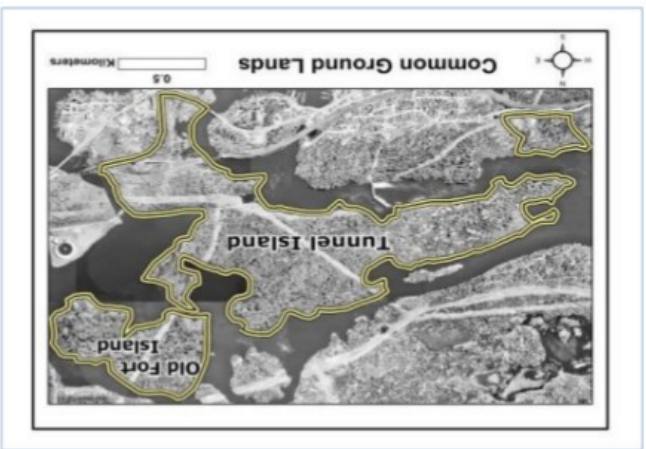 Old Fort
Island
Tunnel Island
N
W E
S
Common Ground Lands
0.5
Kilometers